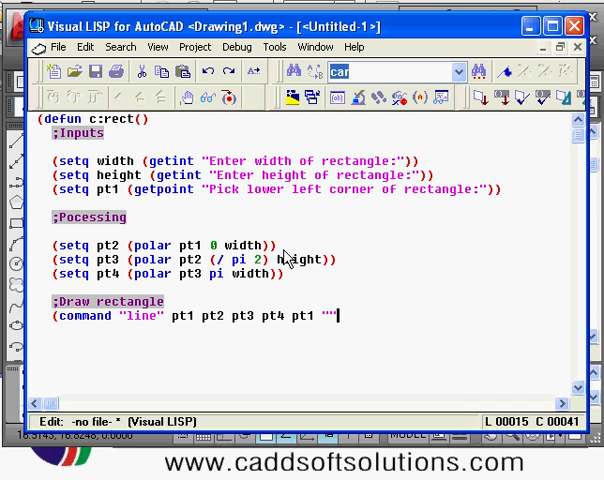 Visual LISP for AutoCAD <Drawing1.dwg> - [<Untitled-1>]
File Edit Search View Project Debug Tools Window Help
car
(defun c:rect()
;Inputs
(setq width (getint "Enter width of rectangle:"))
(setq height (getint "Enter height of rectangle:"))
(setq pt1 (getpoint "Pick lower left corner of rectangle:"))
;Pocessing
(setq pt2 (polar pt1 0 width))
(setq pt3 (polar pt2 (/ pi 2) height))
(setq pt4 (polar pt3 pi width))
;Draw rectangle
(command "line" pt1 pt2 pt3 pt4 pt1 ""
Edit: -no file-* (Visual LISP)
L 00015 C 00041
MODEL
www.caddsoftsolutions.com